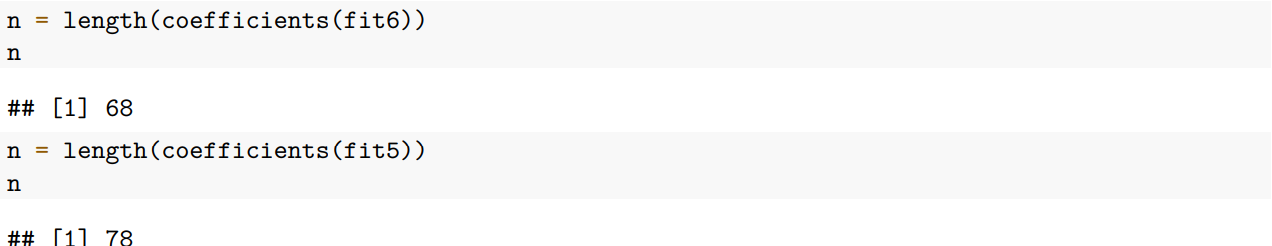 n = length(coefficients(fit6))
n
## [1] 68
n = length(coefficients(fit5))
n
## [1] 78